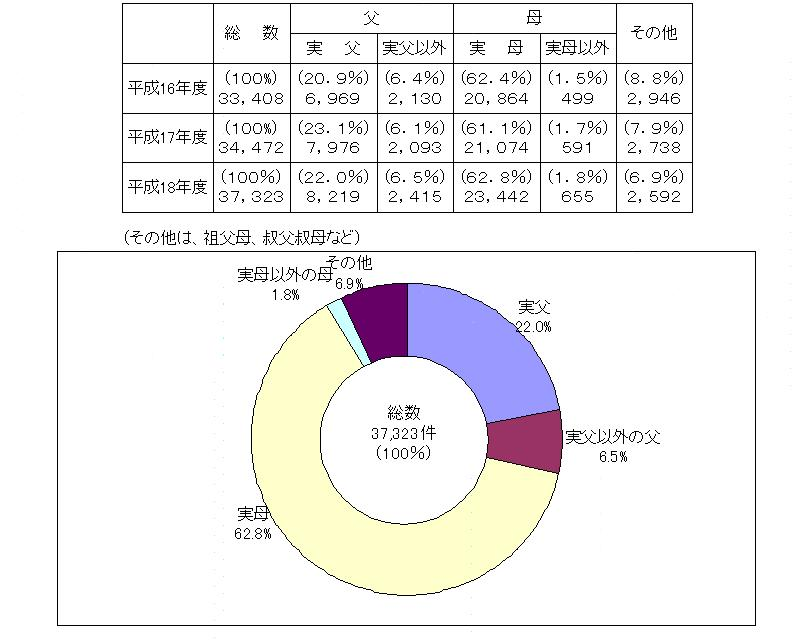 総　数　父　母　その他
実　父　実父以外　実　母　実母以外
平成16年度　(100%)　(20.9%)　(6.4%)　(62.4%)　(1.5%)　(8.8%)
33,408　6,969　2,130　20,864　499　2,946
平成17年度　(100%)　(23.1%)　(6.1%)　(61.1%)　(1.7%)　(7.9%)
34,472　7,976　2,093　21,074　591　2,738
平成18年度　(100%)　(22.0%)　(6.5%)　(62.8%)　(1.8%)　(6.9%)
37,323　8,219　2,415　23,442　655　2,592
(その他は、祖父母、叔父叔母など)
その他
6.9%
実母以外の母
1.8%
実父
22.0%
総数
37,323件
(100%)
実父以外の父
6.5%
実母
62.8%